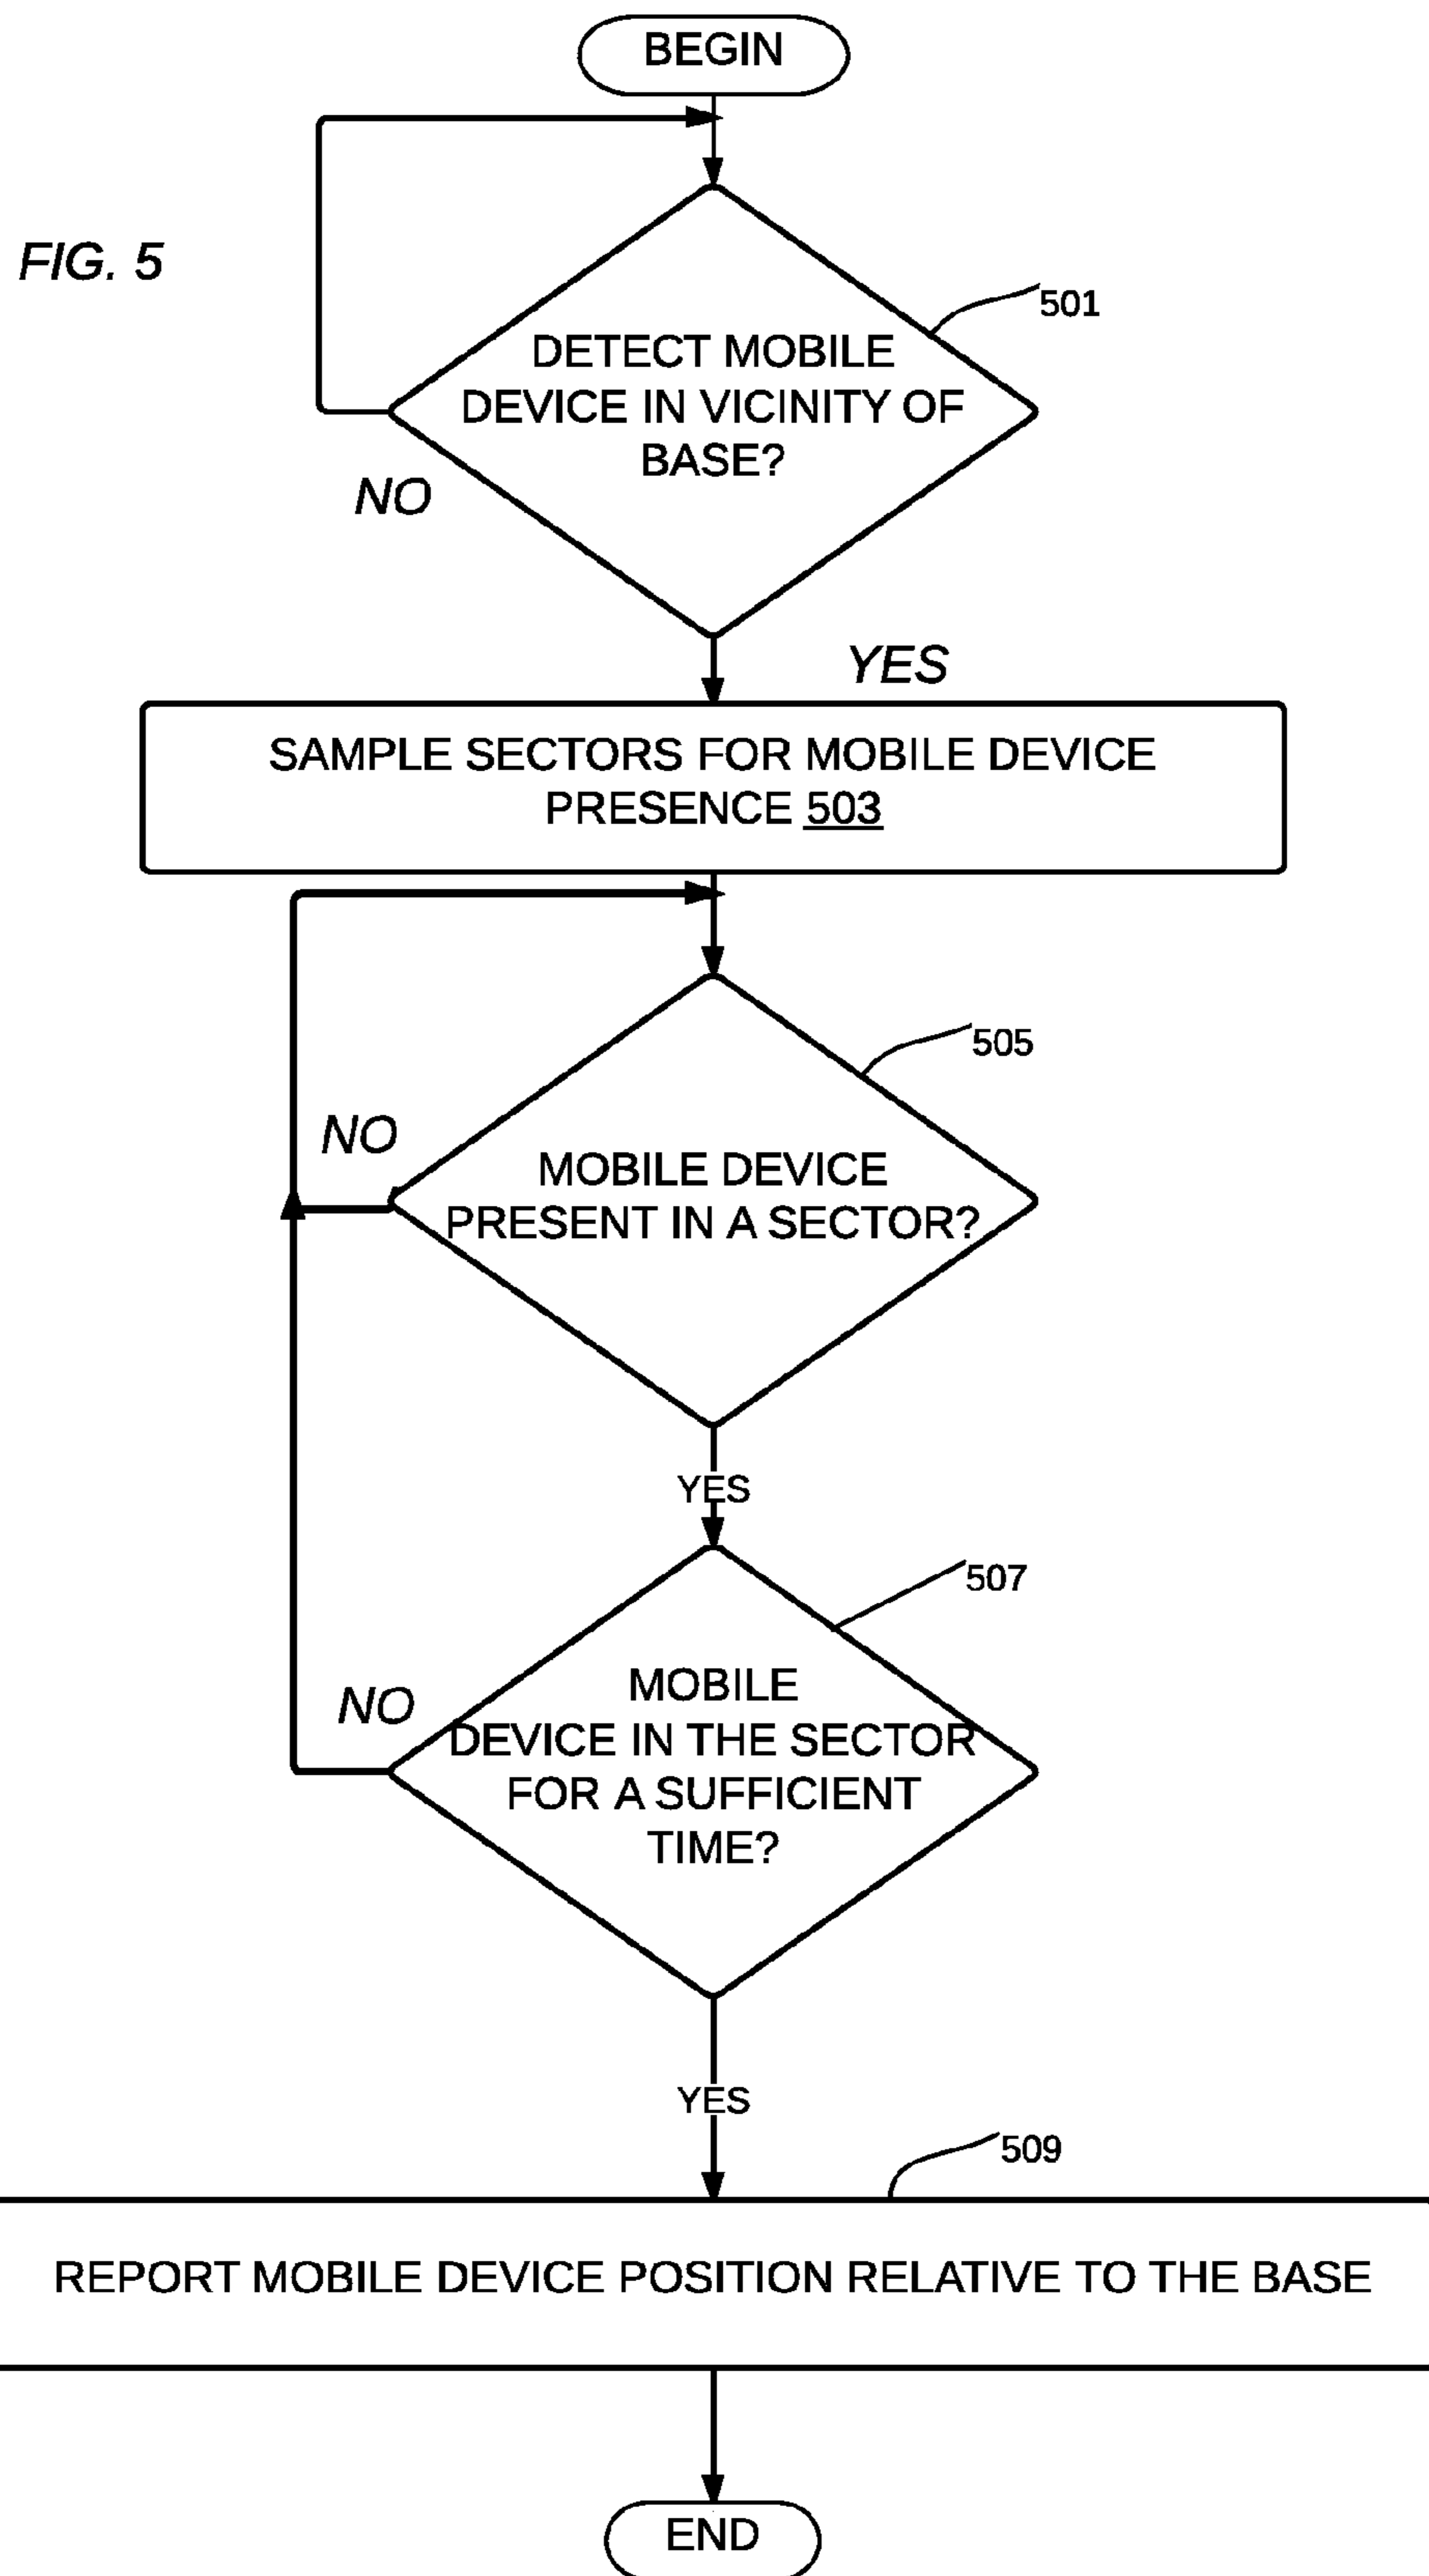 BEGIN
FIG. 5
501
DETECT MOBILE
DEVICE IN VICINITY OF
BASE?
NO
YES
SAMPLE SECTORS FOR MOBILE DEVICE
PRESENCE 503
505
NO
MOBILE DEVICE
PRESENT IN A SECTOR?
YES
507
MOBILE
NO
DEVICE IN THE SECTOR
FOR A SUFFICIENT
TIME?
YES
509
REPORT MOBILE DEVICE POSITION RELATIVE TO THE BASE
END